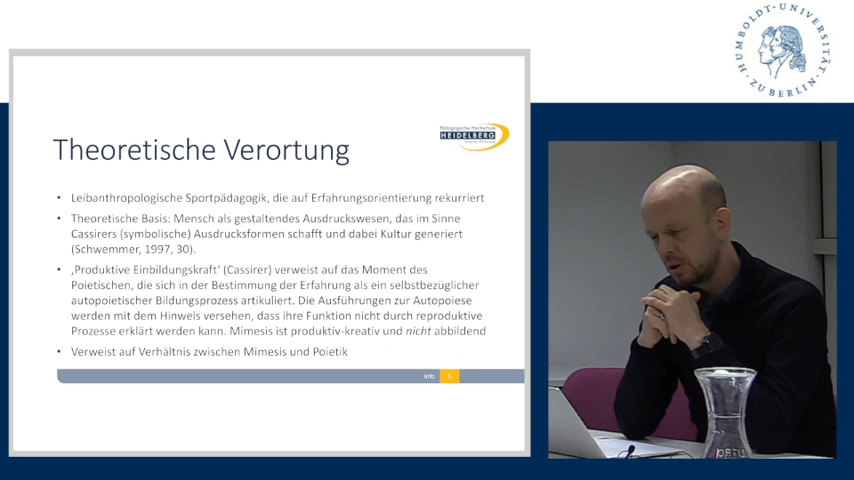 HUMBOLDT-UNIVERSITÄT
ZU BERLIN
Pädagogische Hochschule
HEIDELBERG
University of Education
Theoretische Verortung
• Leibanthropologische Sportpädagogik, die auf Erfahrungsorientierung rekurriert
• Theoretische Basis: Mensch als gestaltendes Ausdruckswesen, das im Sinne
Cassirers (symbolische) Ausdrucksformen schafft und dabei Kultur generiert
(Schwemmer, 1997, 30).
• ‚Produktive Einbildungskraft‘ (Cassirer) verweist auf das Moment des
Poietischen, die sich in der Bestimmung der Erfahrung als ein selbstbezüglicher
autopoietischer Bildungsprozess artikuliert. Die Ausführungen zur Autopoiese
werden mit dem Hinweis versehen, dass ihre Funktion nicht durch reproduktive
Prozesse erklärt werden kann. Mimesis ist produktiv-kreativ und nicht abbildend
• Verweist auf Verhältnis zwischen Mimesis und Poietik
Info